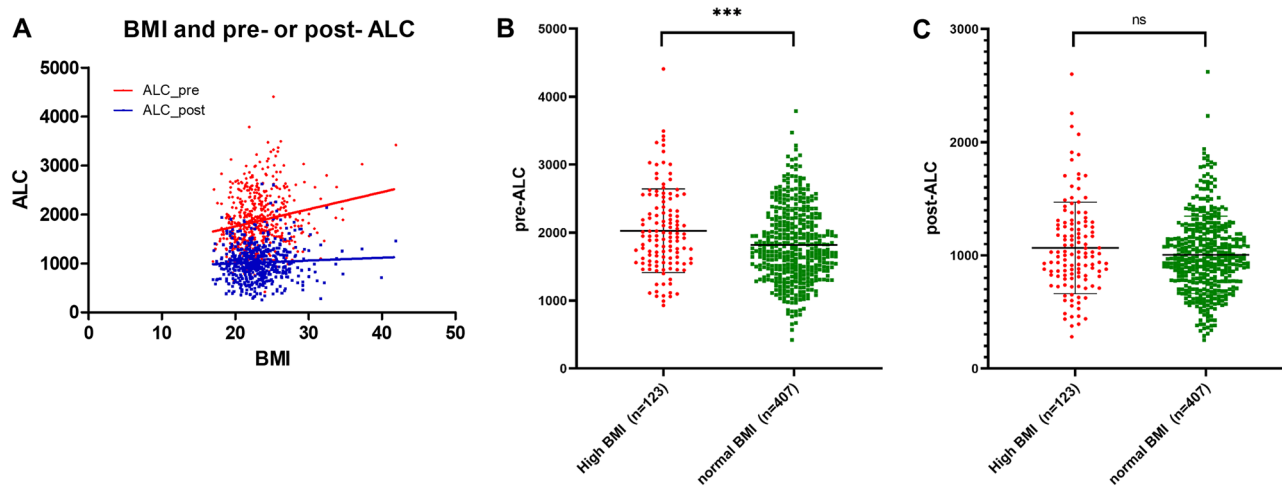 A
BMI and pre- or post- ALC
ALC_pre
ALC_post
ALC
5000
4000
3000
2000
1000
0
0 10 20 30 40 50
BMI
B
***
pre-ALC
5000
4000
3000
2000
1000
0
High BMI (n=123)
normal BMI (n=407)
C
ns
post-ALC
3000
2000
1000
0
High BMI (n=123)
normal BMI (n=407)